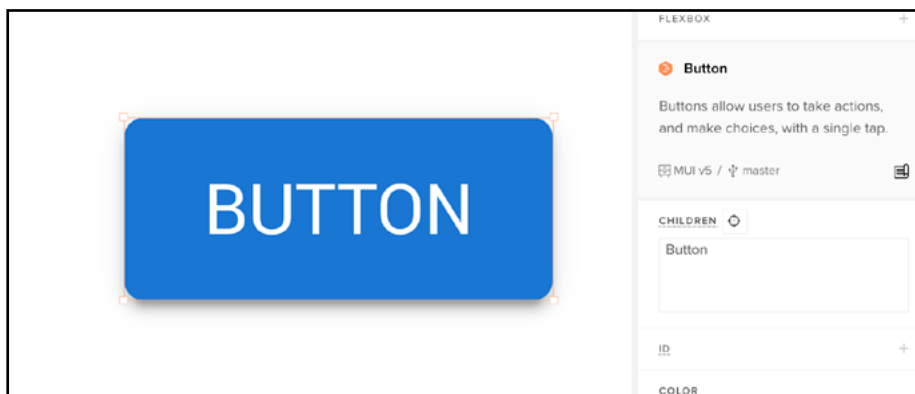 FLEXBOX
Button
Buttons allow users to take actions,
and make choices, with a single tap.
MUI v5 / master
CHILDREN
Button
ID
COLOR
BUTTON